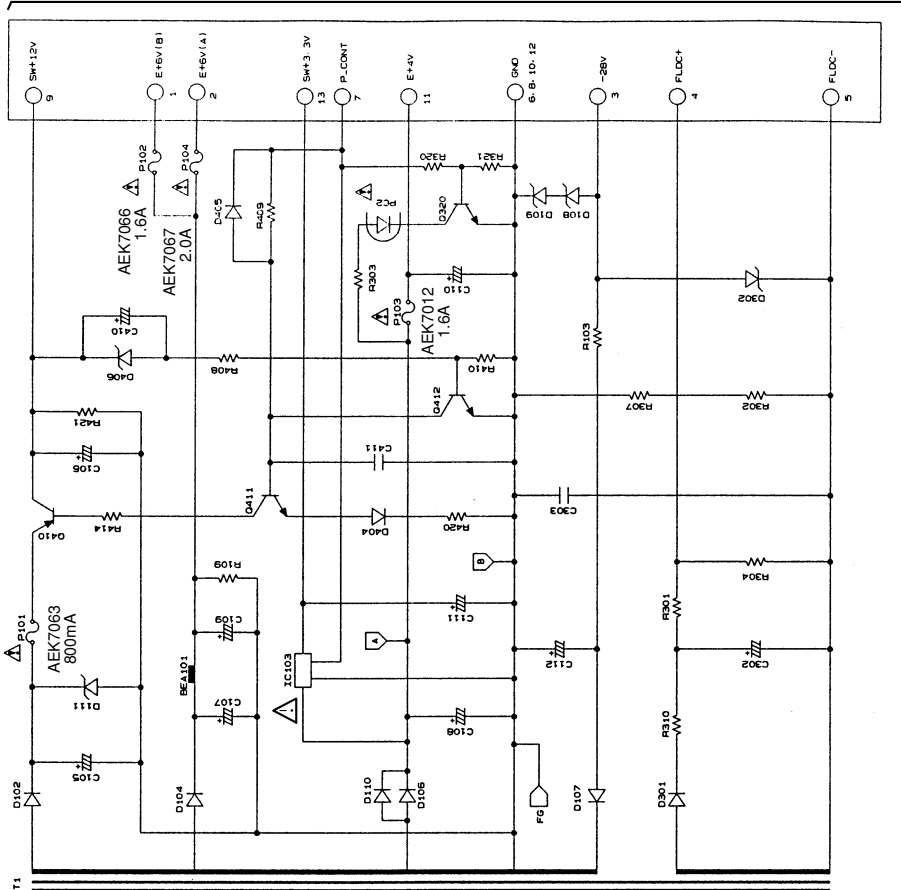 SW+12V
9
E+6V(B)
1
E+6V(A)
2
SW+3.3V
13
P_CONT
7
E+4V
11
GND
6.8.10.12
-28V
3
FLDC+
4
FLDC-
5
P102
AEK7066
1.6A
P104
AEK7067
2.0A
D405
R409
R320
R321
PC2
Q320
D109
D108
R303
C110
P103
AEK7012
1.6A
D302
C410
D406
R408
R410
R103
Q412
R307
R302
R421
C106
C411
Q411
Q410
R414
D404
R420
C303
B
R109
R304
P101
AEK7063
800mA
C109
C111
R301
BEA101
A
IC103
C112
C302
D111
C107
C108
R310
C105
D102
D104
D110
D106
FG
D107
D301
T1